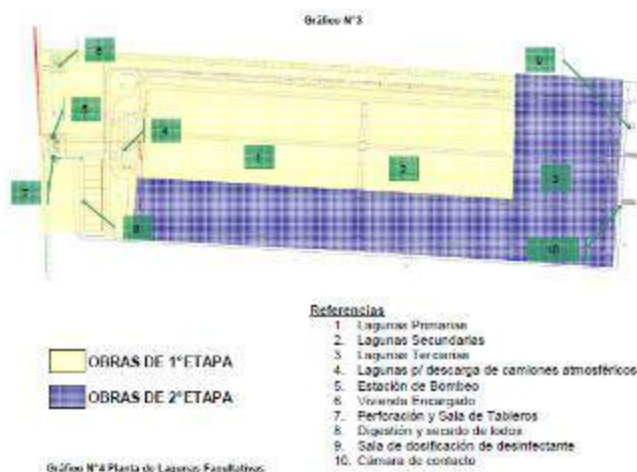 Gráfico N°3
6
9
5
4
1
2
3
7
8
10
OBRAS DE 1°ETAPA
OBRAS DE 2°ETAPA
Referencias
1 Lagunas Primarias
2. Lagunas Secundarias
3 Lagunas Terciarias
4. Lagunas p/ descarga de camiones atmosféricos
5. Estación de Bombeo
6 Vivienda Encargado
7. Perforación y Sala de Tableros
8. Digestión y secado de lodos
9. Sala de dosificación de desinfectante
10. Cámara de contacto
Gráfico N°4 Planta de Lagunas Facultativas